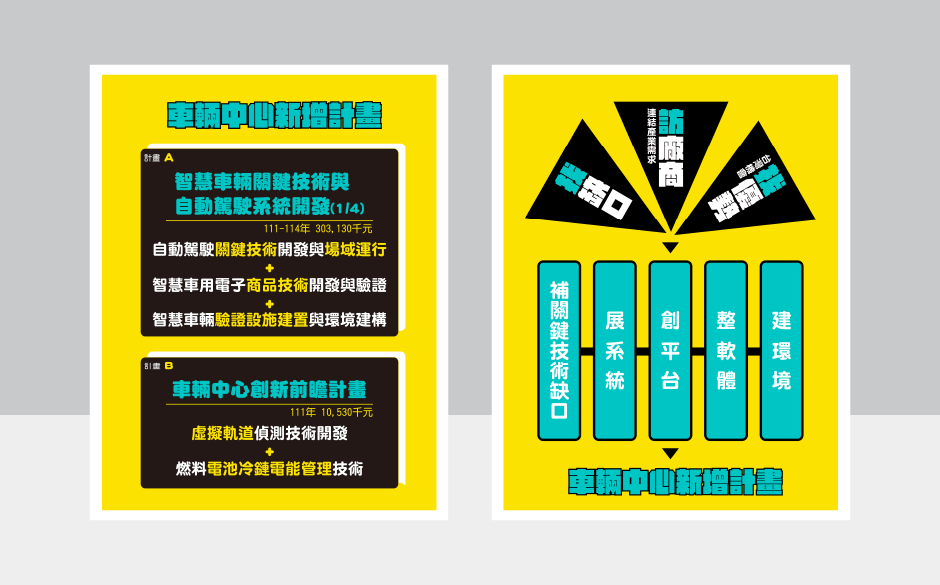 車輛中心新增計畫
計畫 A
智慧車輛關鍵技術與
自動駕駛系統開發(1/4)
111-114年 303,130千元
自動駕駛關鍵技術開發與場域運行
+
智慧車用電子商品技術開發與驗證
+
智慧車輛驗證設施建置與環境建構
計畫 B
車輛中心創新前瞻計畫
111年 10,530千元
虛擬軌道偵測技術開發
+
燃料電池冷鏈電能管理技術
缺口
訪廠商
連結產業需求
優勢
台灣機會
補關鍵技術缺口
展系統
創平台
整軟體
建環境
車輛中心新增計畫